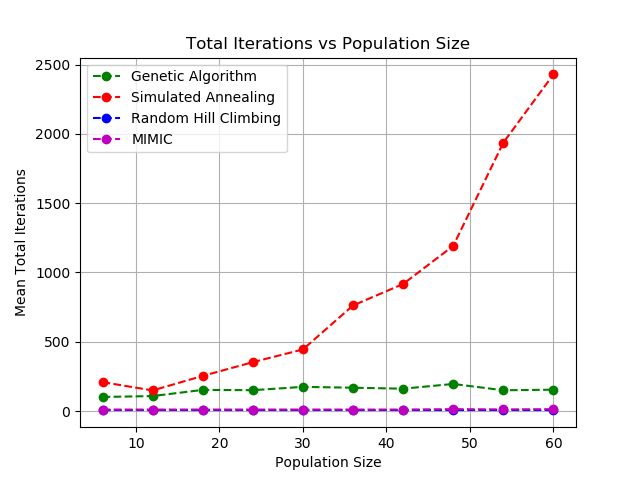 Total Iterations vs Population Size
Genetic Algorithm
Simulated Annealing
Random Hill Climbing
MIMIC
Mean Total Iterations
2500
2000
1500
1000
500
0
10 20 30 40 50 60
Population Size